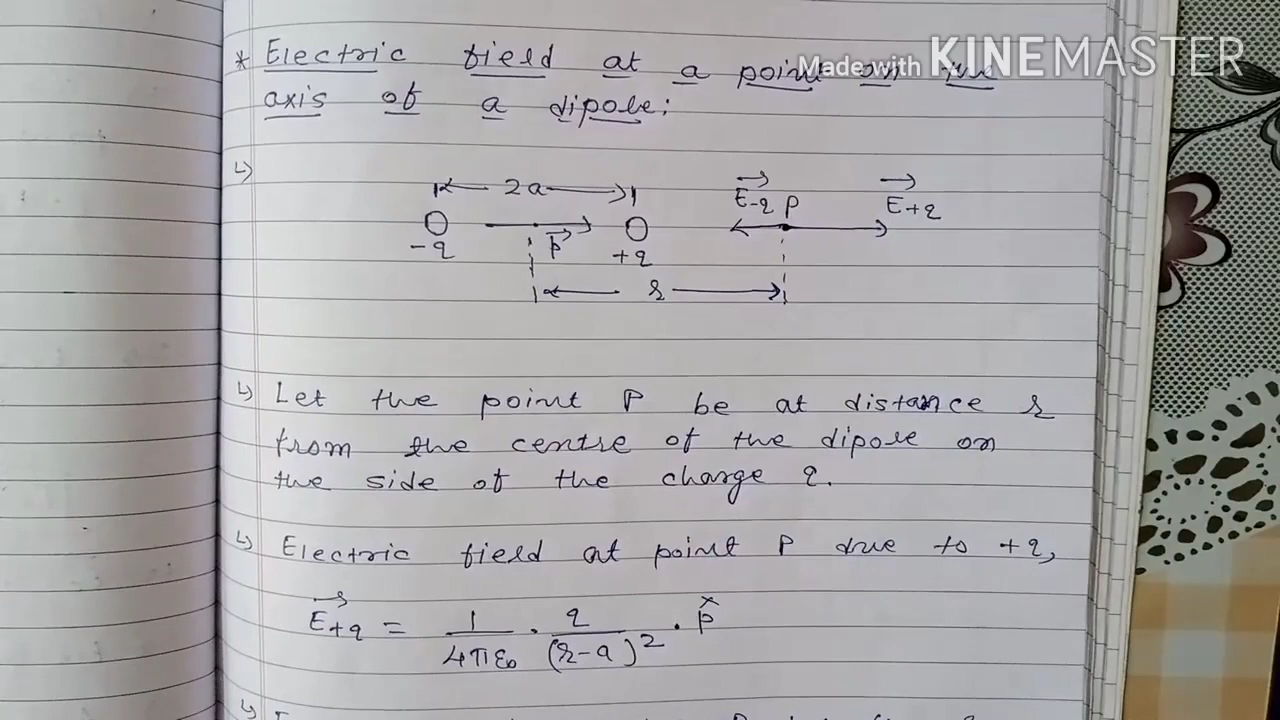 Made with KINEMASTER
* Electric field at a point on the
axis of a dipole:
↳
2a
E-q P E+q
-q p +q
r
↳ Let the point P be at distance r
from the centre of the dipole on
the side of the charge q.
↳ Electric field at point P due to +q,
E+q = 1/4πε₀ · q/(r-a)² · p̂